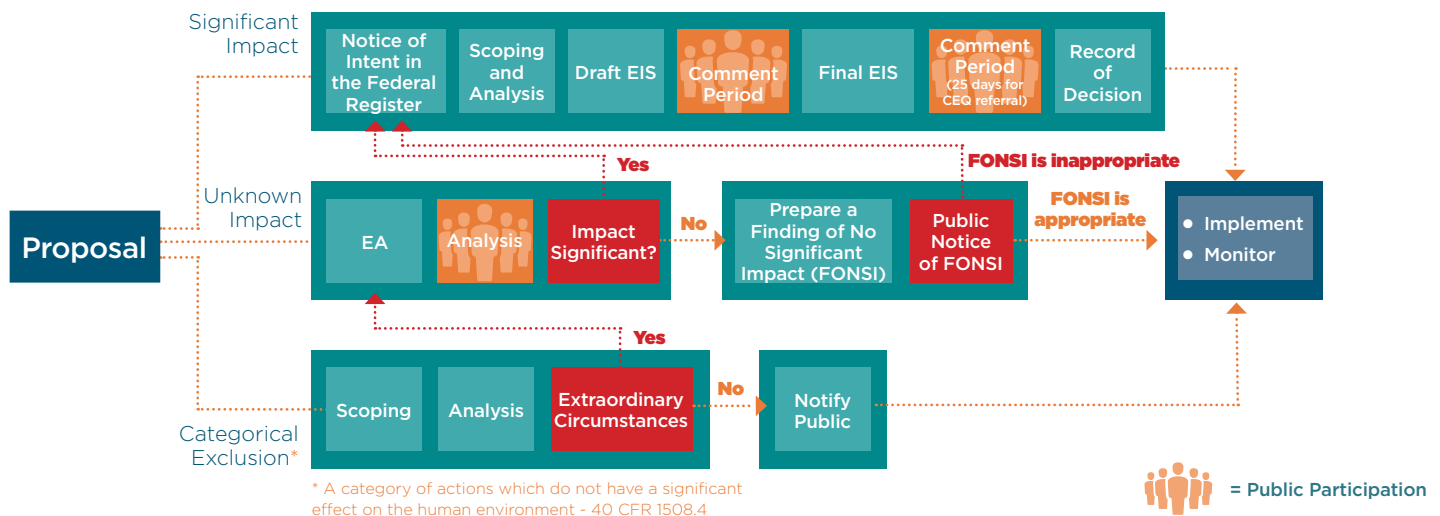 Significant
Impact
Notice of
Intent in
the Federal
Register
Scoping
and
Analysis
Draft EIS
Comment
Period
Final EIS
Comment
Period
(25 days for
CEQ referral)
Record
of
Decision
Yes
FONSI is inappropriate
Proposal
Unknown
Impact
EA
Analysis
Impact
Significant?
No
Prepare a
Finding of No
Significant
Impact (FONSI)
Public
Notice
of FONSI
FONSI is
appropriate
● Implement
● Monitor
Yes
Categorical
Exclusion*
Scoping
Analysis
Extraordinary
Circumstances
No
Notify
Public
* A category of actions which do not have a significant
effect on the human environment - 40 CFR 1508.4
= Public Participation